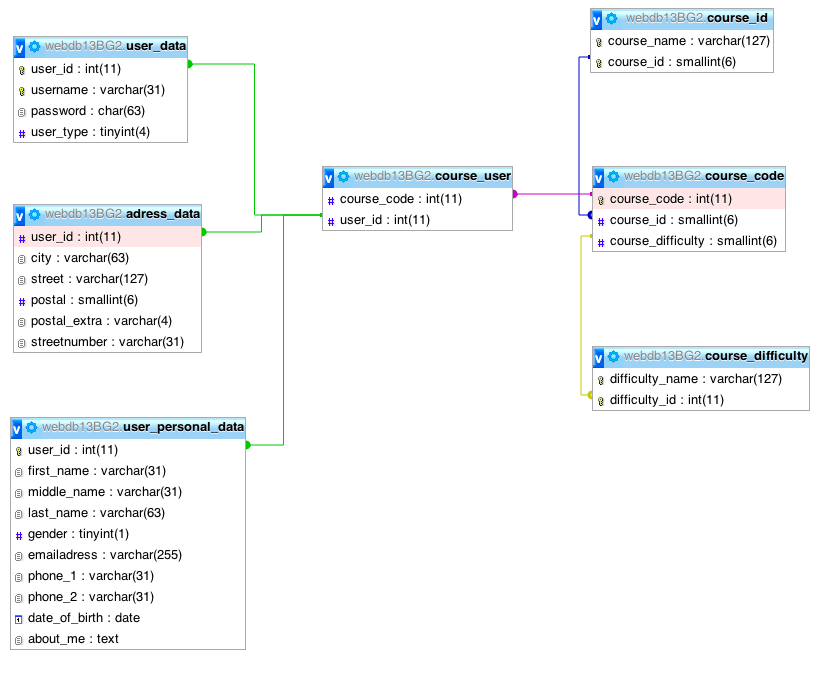 v webdb13BG2.user_data
user_id : int(11)
username : varchar(31)
password : char(63)
# user_type : tinyint(4)
v webdb13BG2.adress_data
# user_id : int(11)
city : varchar(63)
street : varchar(127)
# postal : smallint(6)
postal_extra : varchar(4)
streetnumber : varchar(31)
v webdb13BG2.user_personal_data
user_id : int(11)
first_name : varchar(31)
middle_name : varchar(31)
last_name : varchar(63)
# gender : tinyint(1)
emailadress : varchar(255)
phone_1 : varchar(31)
phone_2 : varchar(31)
date_of_birth : date
about_me : text
v webdb13BG2.course_user
# course_code : int(11)
# user_id : int(11)
v webdb13BG2.course_id
course_name : varchar(127)
course_id : smallint(6)
v webdb13BG2.course_code
course_code : int(11)
# course_id : smallint(6)
# course_difficulty : smallint(6)
v webdb13BG2.course_difficulty
difficulty_name : varchar(127)
difficulty_id : int(11)